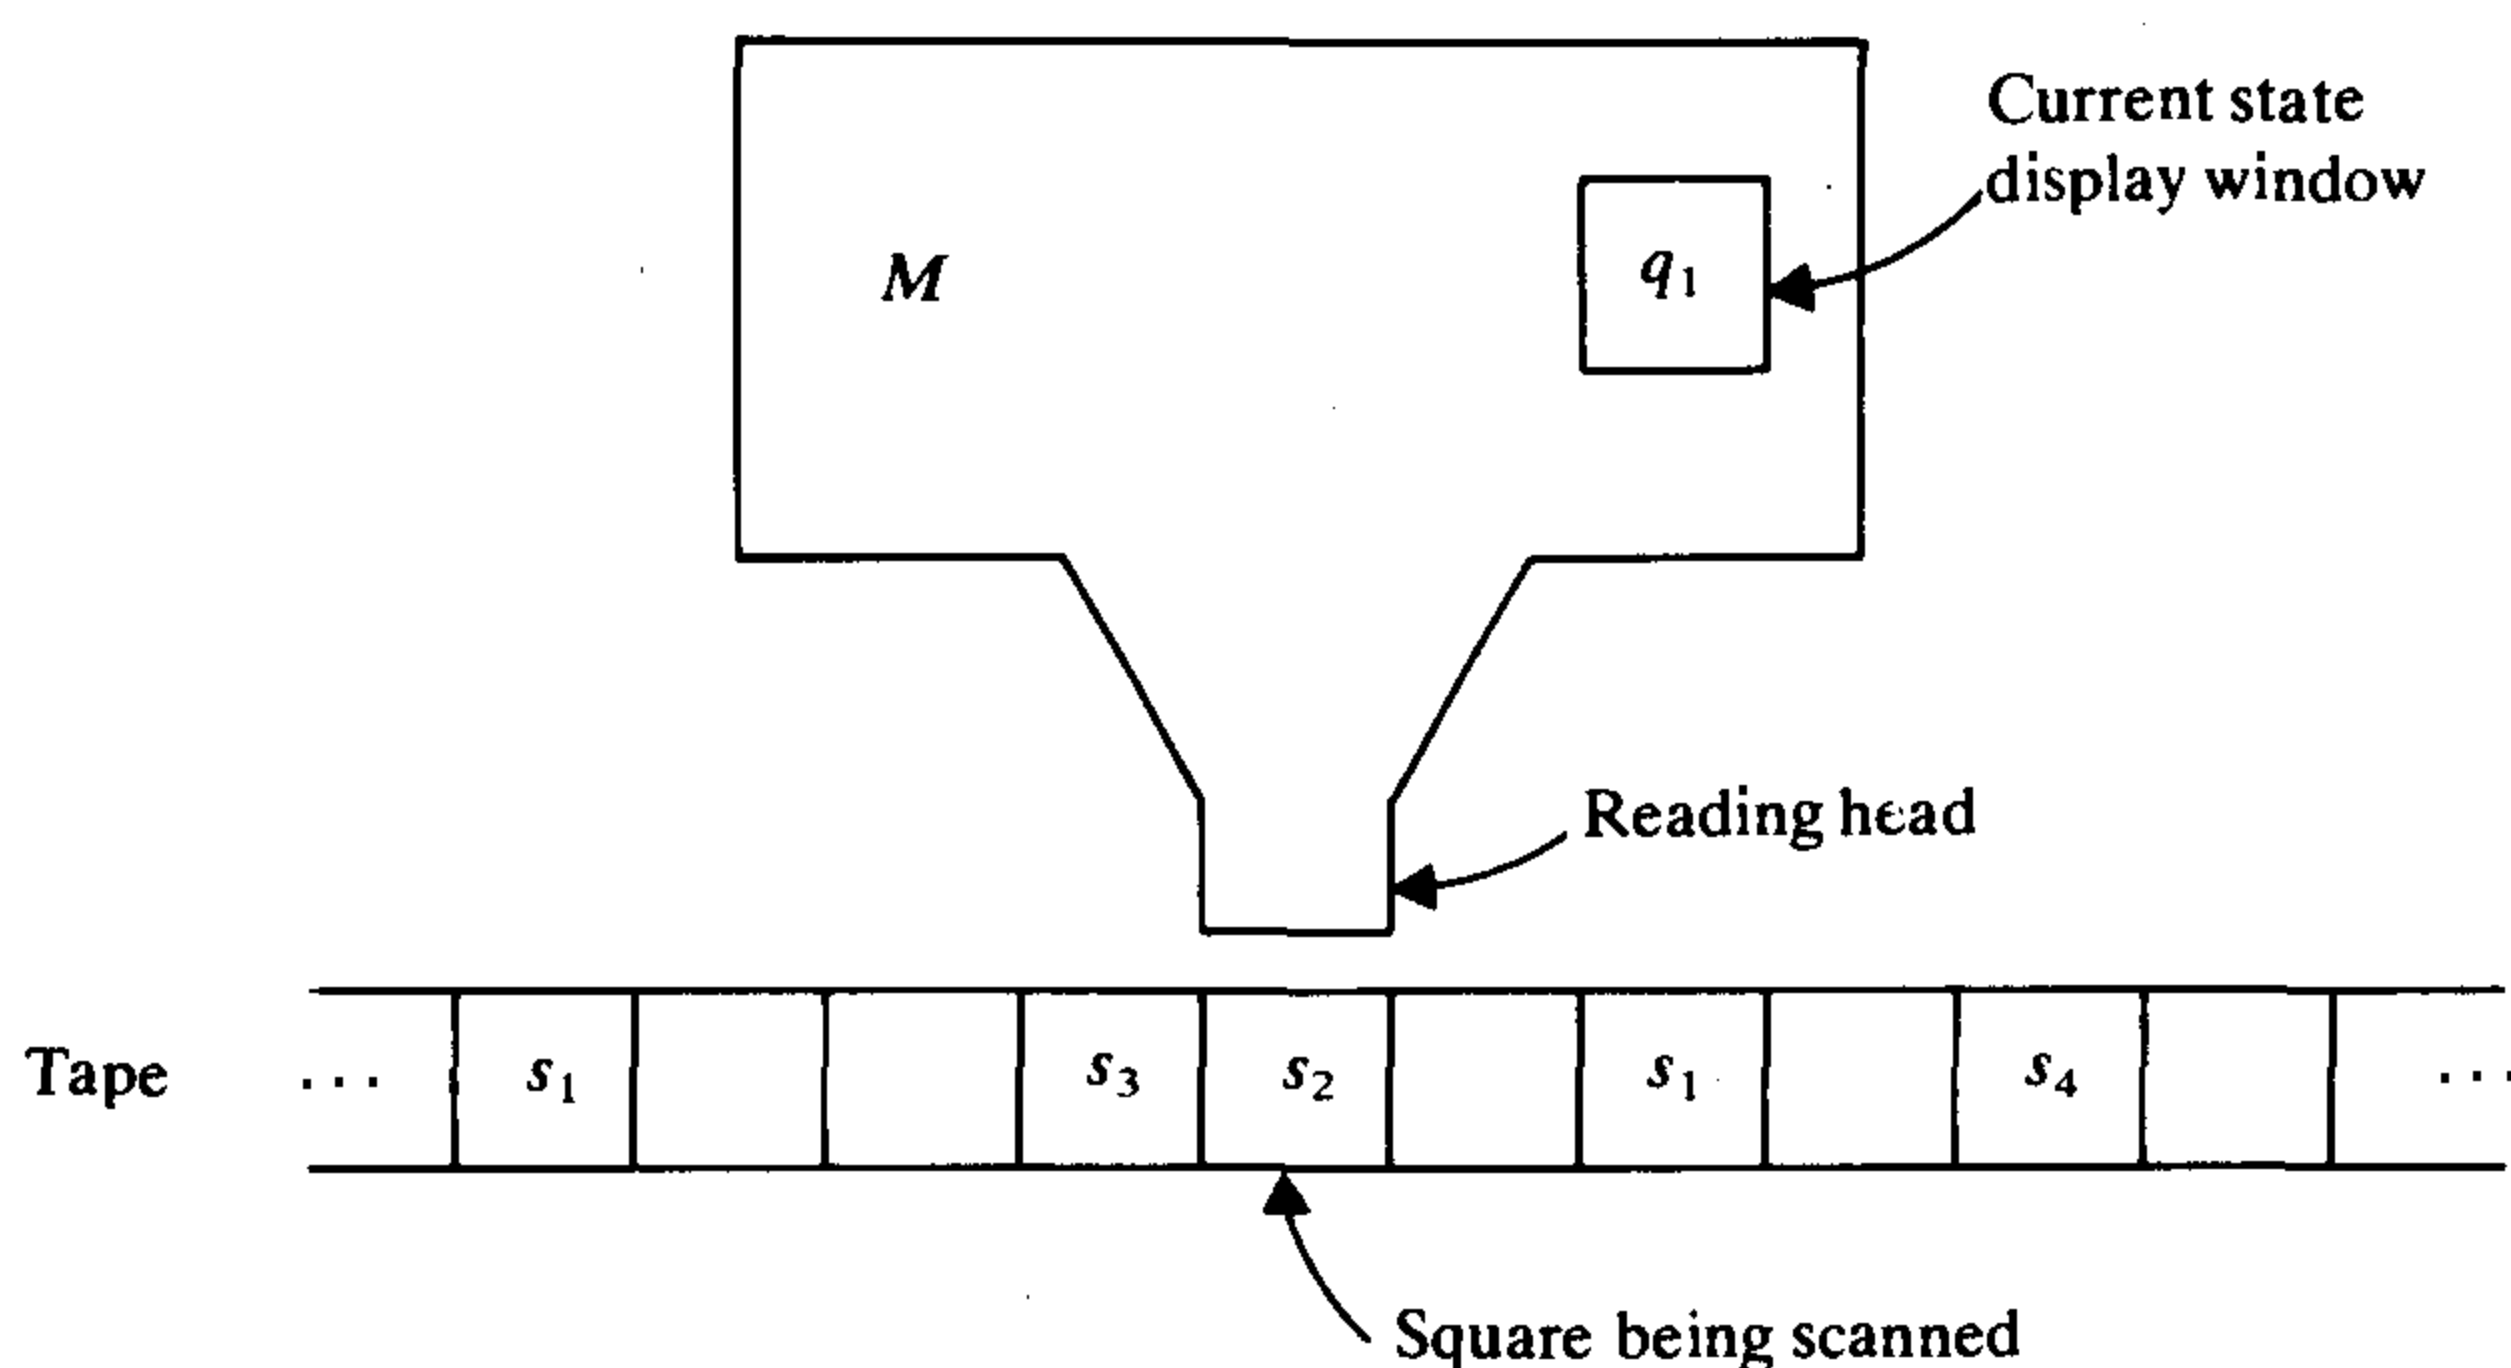 Current state
display window
M
q₁
Reading head
Tape ... s₁ s₃ s₂ s₁ s₄ ...
Square being scanned